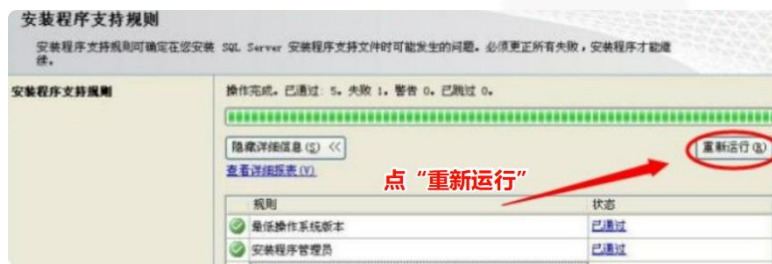 安装程序支持规则
安装程序支持规则可确定在您安装 SQL Server 安装程序支持文件时可能发生的问题。必须更正所有失败，安装程序才能继
续。
安装程序支持规则
操作完成。已通过: 5。失败 1。警告 0。已跳过 0。
隐藏详细信息(S) <<
重新运行(R)
查看详细报表(V)
点“重新运行”
规则 状态
最低操作系统版本 已通过
安装程序管理员 已通过